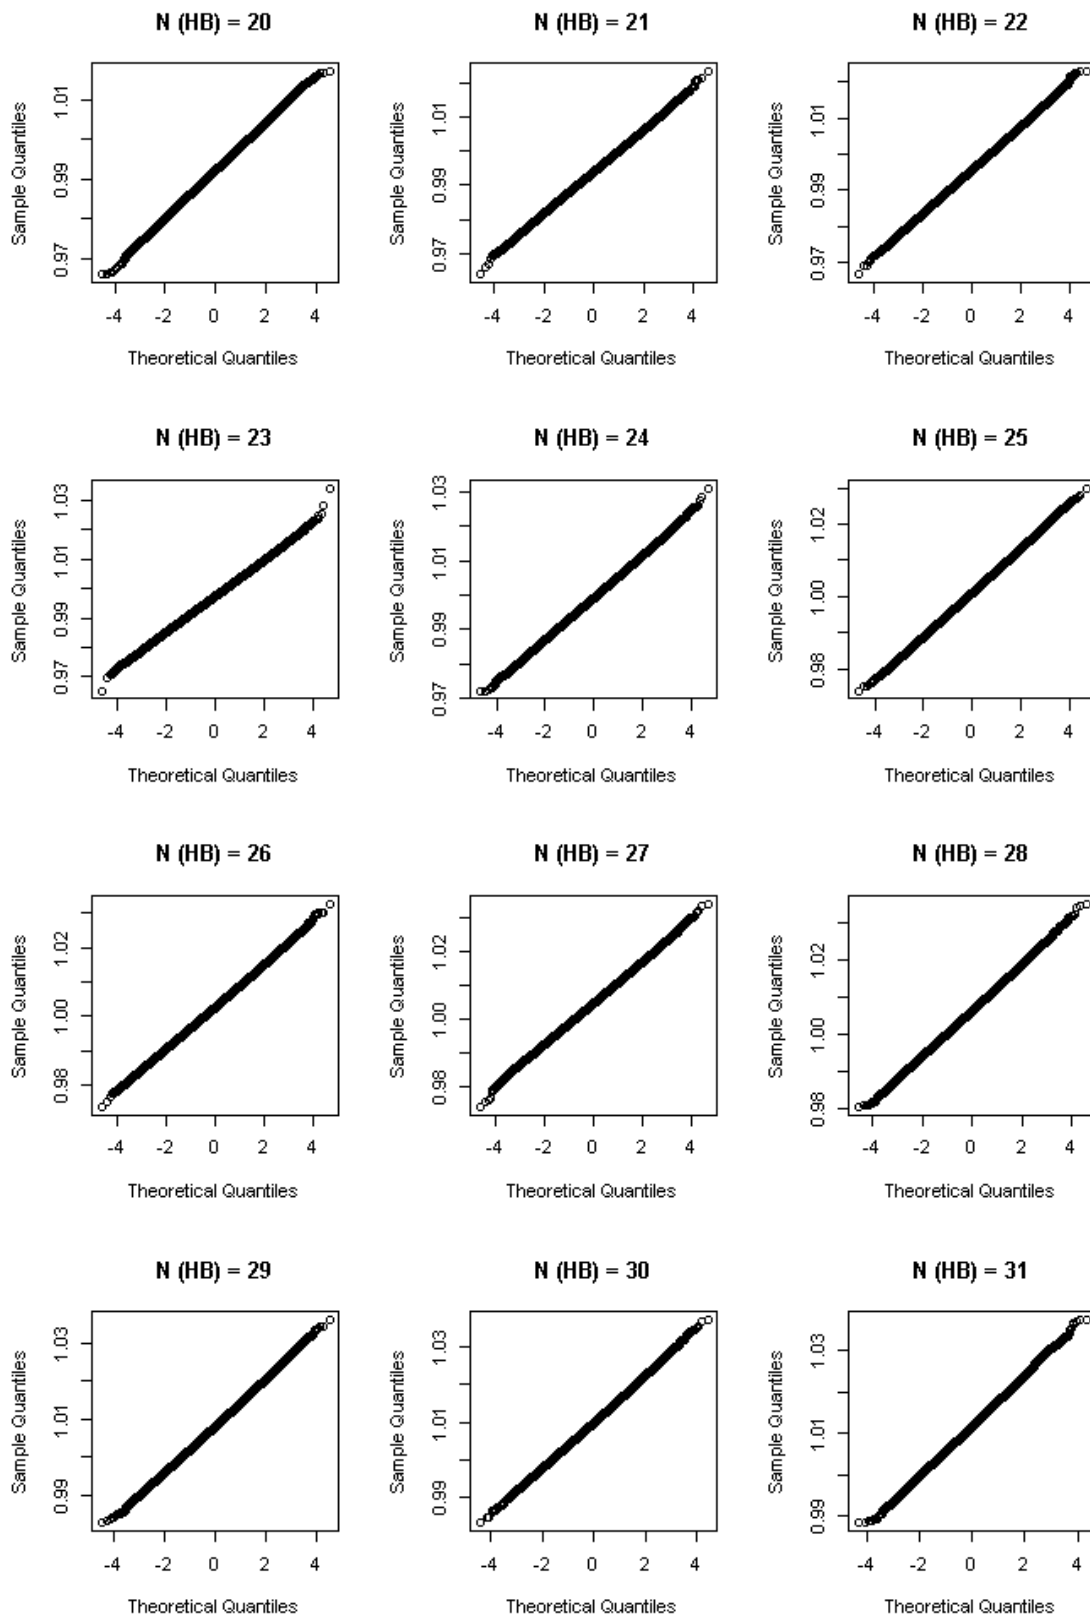 N (HB) = 20
N (HB) = 21
N (HB) = 22
Sample Quantiles
0.97 0.99 1.01
Sample Quantiles
0.97 0.99 1.01
Sample Quantiles
0.97 0.99 1.01
-4 -2 0 2 4
-4 -2 0 2 4
-4 -2 0 2 4
Theoretical Quantiles
Theoretical Quantiles
Theoretical Quantiles
N (HB) = 23
N (HB) = 24
N (HB) = 25
Sample Quantiles
0.97 0.99 1.01 1.03
Sample Quantiles
0.97 0.99 1.01 1.03
Sample Quantiles
0.98 1.00 1.02
-4 -2 0 2 4
-4 -2 0 2 4
-4 -2 0 2 4
Theoretical Quantiles
Theoretical Quantiles
Theoretical Quantiles
N (HB) = 26
N (HB) = 27
N (HB) = 28
Sample Quantiles
0.98 1.00 1.02
Sample Quantiles
0.98 1.00 1.02
Sample Quantiles
0.98 1.00 1.02
-4 -2 0 2 4
-4 -2 0 2 4
-4 -2 0 2 4
Theoretical Quantiles
Theoretical Quantiles
Theoretical Quantiles
N (HB) = 29
N (HB) = 30
N (HB) = 31
Sample Quantiles
0.99 1.01 1.03
Sample Quantiles
0.99 1.01 1.03
Sample Quantiles
0.99 1.01 1.03
-4 -2 0 2 4
-4 -2 0 2 4
-4 -2 0 2 4
Theoretical Quantiles
Theoretical Quantiles
Theoretical Quantiles